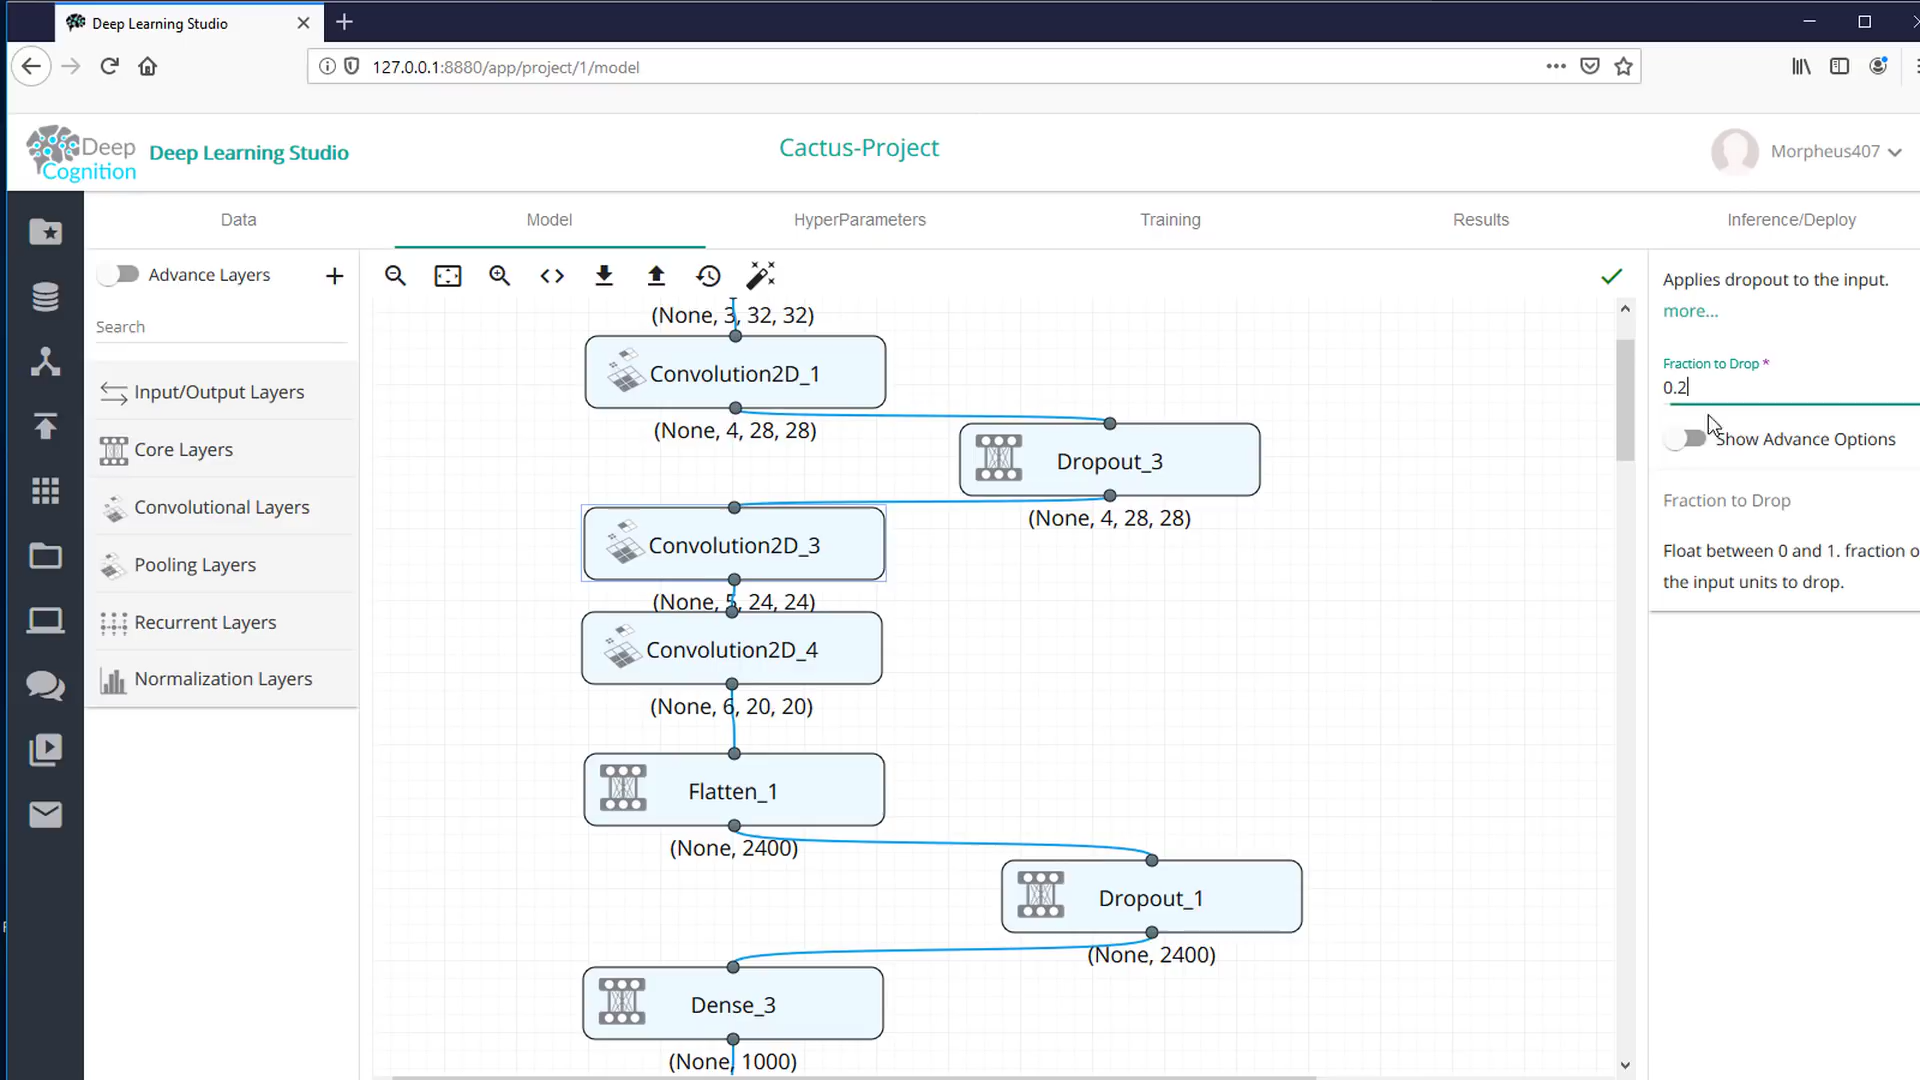 Deep Learning Studio
127.0.0.1:8880/app/project/1/model
Deep
Cognition
Deep Learning Studio
Cactus-Project
Morpheus407
Data
Model
HyperParameters
Training
Results
Inference/Deploy
Advance Layers
Search
Input/Output Layers
Core Layers
Convolutional Layers
Pooling Layers
Recurrent Layers
Normalization Layers
(None, 3, 32, 32)
Convolution2D_1
(None, 4, 28, 28)
Dropout_3
(None, 4, 28, 28)
Convolution2D_3
(None, 5, 24, 24)
Convolution2D_4
(None, 6, 20, 20)
Flatten_1
(None, 2400)
Dropout_1
(None, 2400)
Dense_3
(None, 1000)
Applies dropout to the input.
more...
Fraction to Drop *
0.2
Show Advance Options
Fraction to Drop
Float between 0 and 1. fraction o
the input units to drop.